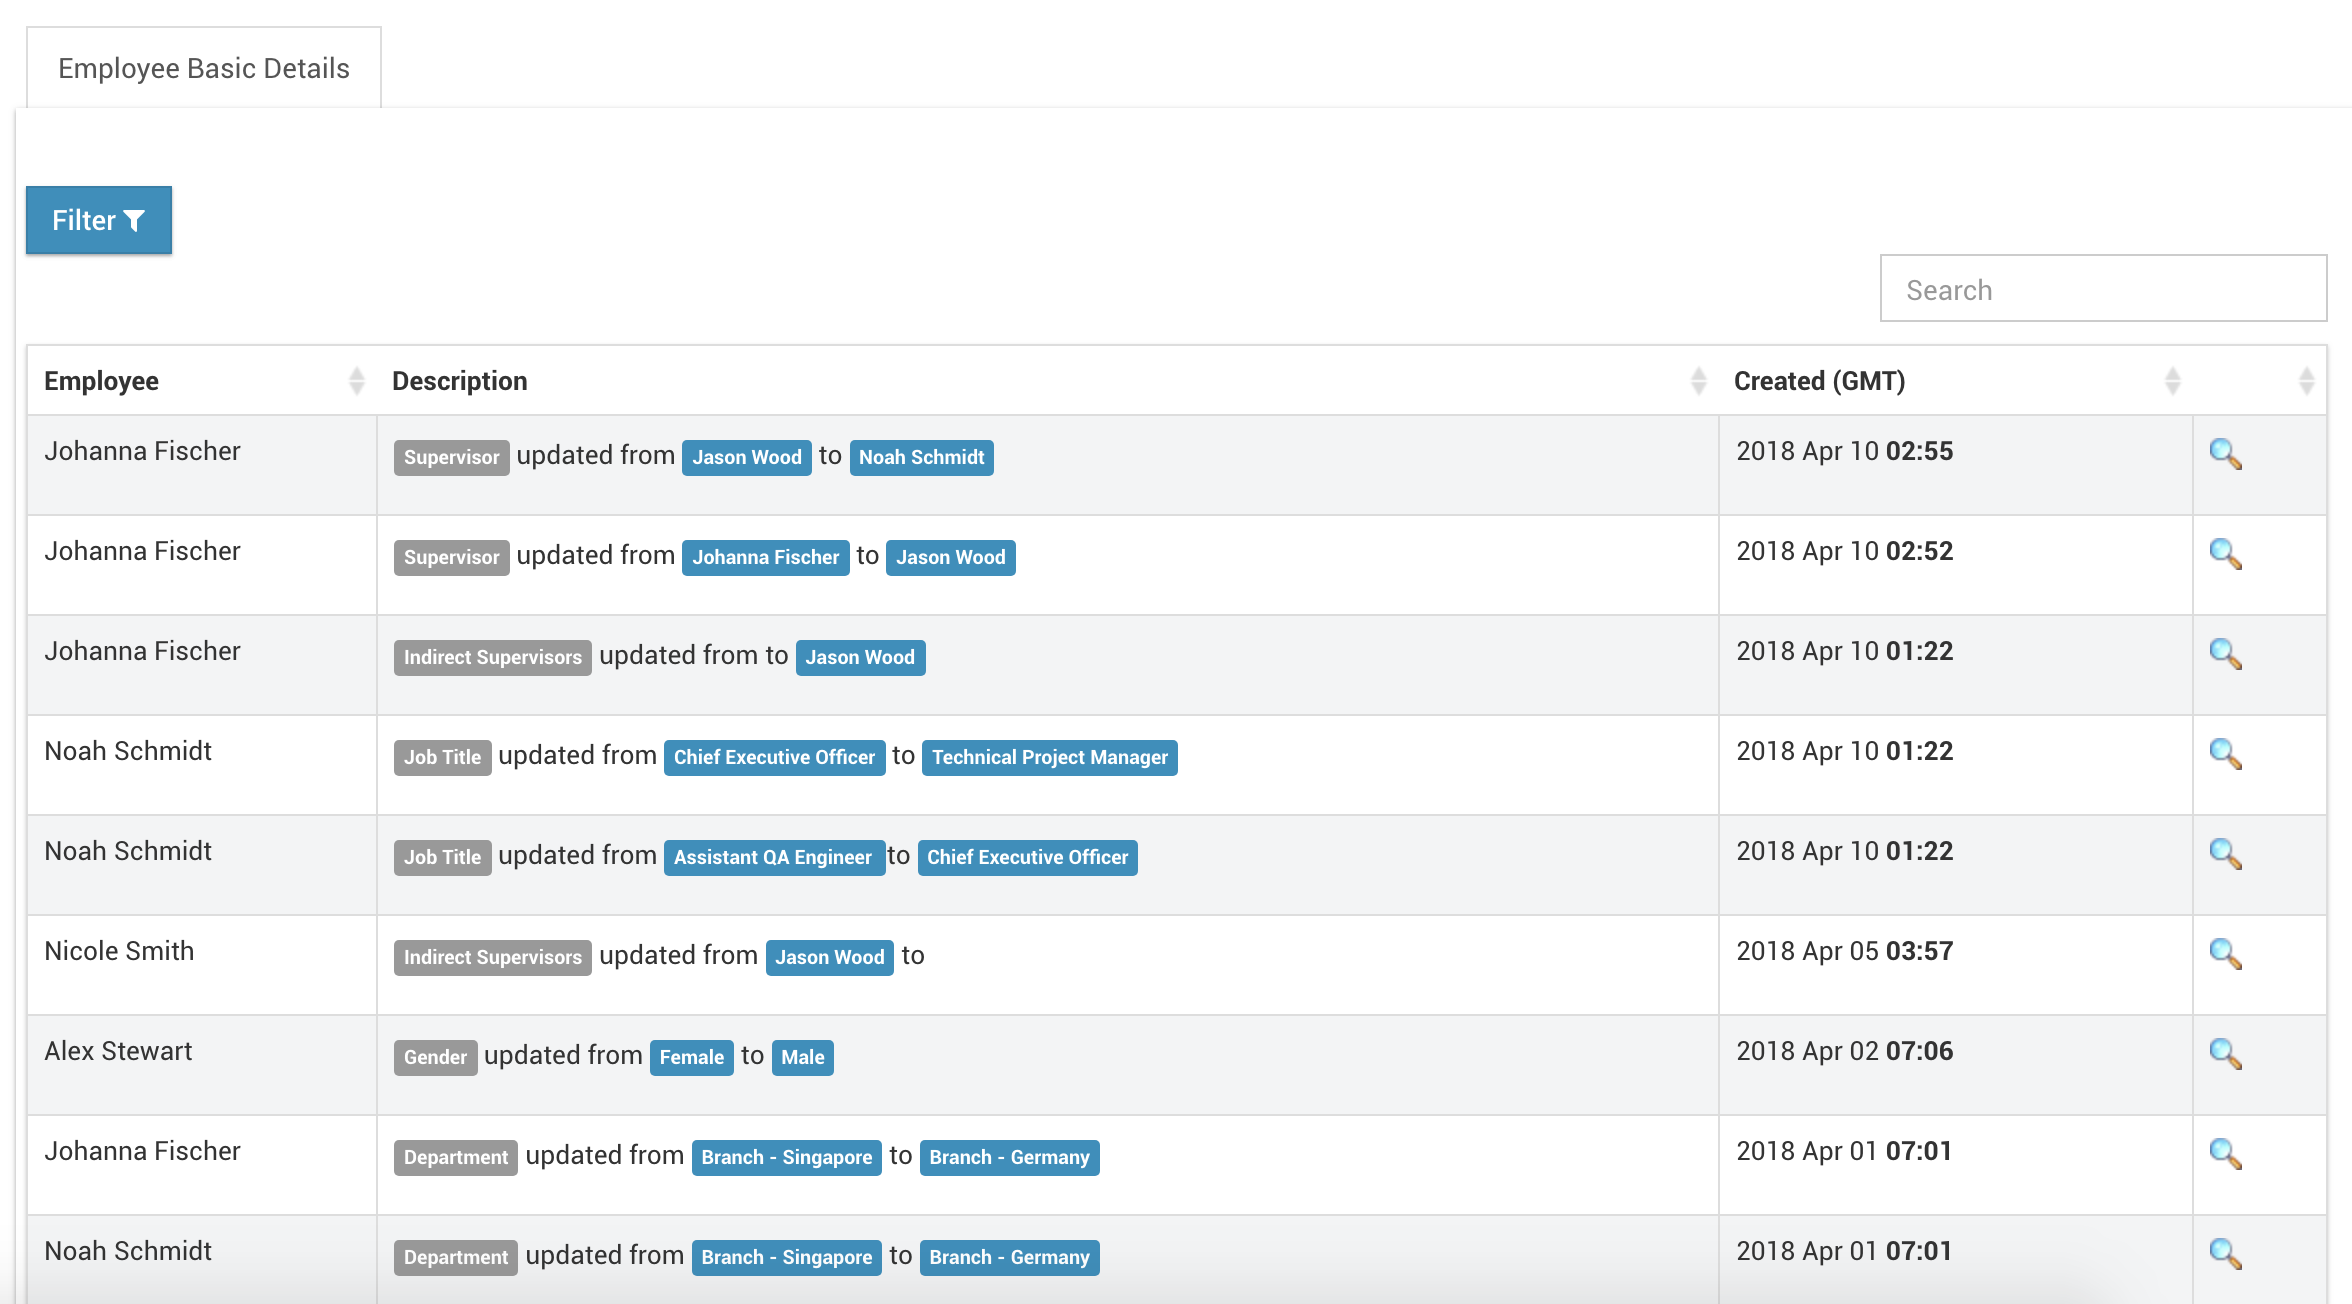 Employee Basic Details
Filter
Search
Employee Description Created (GMT)
Johanna Fischer Supervisor updated from Jason Wood to Noah Schmidt 2018 Apr 10 02:55
Johanna Fischer Supervisor updated from Johanna Fischer to Jason Wood 2018 Apr 10 02:52
Johanna Fischer Indirect Supervisors updated from to Jason Wood 2018 Apr 10 01:22
Noah Schmidt Job Title updated from Chief Executive Officer to Technical Project Manager 2018 Apr 10 01:22
Noah Schmidt Job Title updated from Assistant QA Engineer to Chief Executive Officer 2018 Apr 10 01:22
Nicole Smith Indirect Supervisors updated from Jason Wood to 2018 Apr 05 03:57
Alex Stewart Gender updated from Female to Male 2018 Apr 02 07:06
Johanna Fischer Department updated from Branch - Singapore to Branch - Germany 2018 Apr 01 07:01
Noah Schmidt Department updated from Branch - Singapore to Branch - Germany 2018 Apr 01 07:01